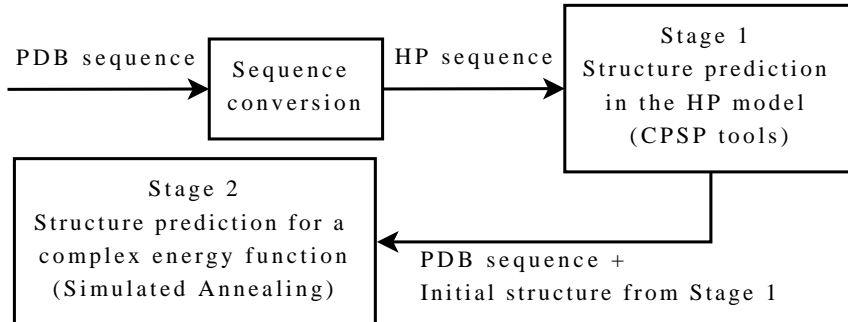 PDB sequence
Sequence
conversion
HP sequence
Stage 1
Structure prediction
in the HP model
(CPSP tools)
PDB sequence +
Initial structure from Stage 1
Stage 2
Structure prediction for a
complex energy function
(Simulated Annealing)